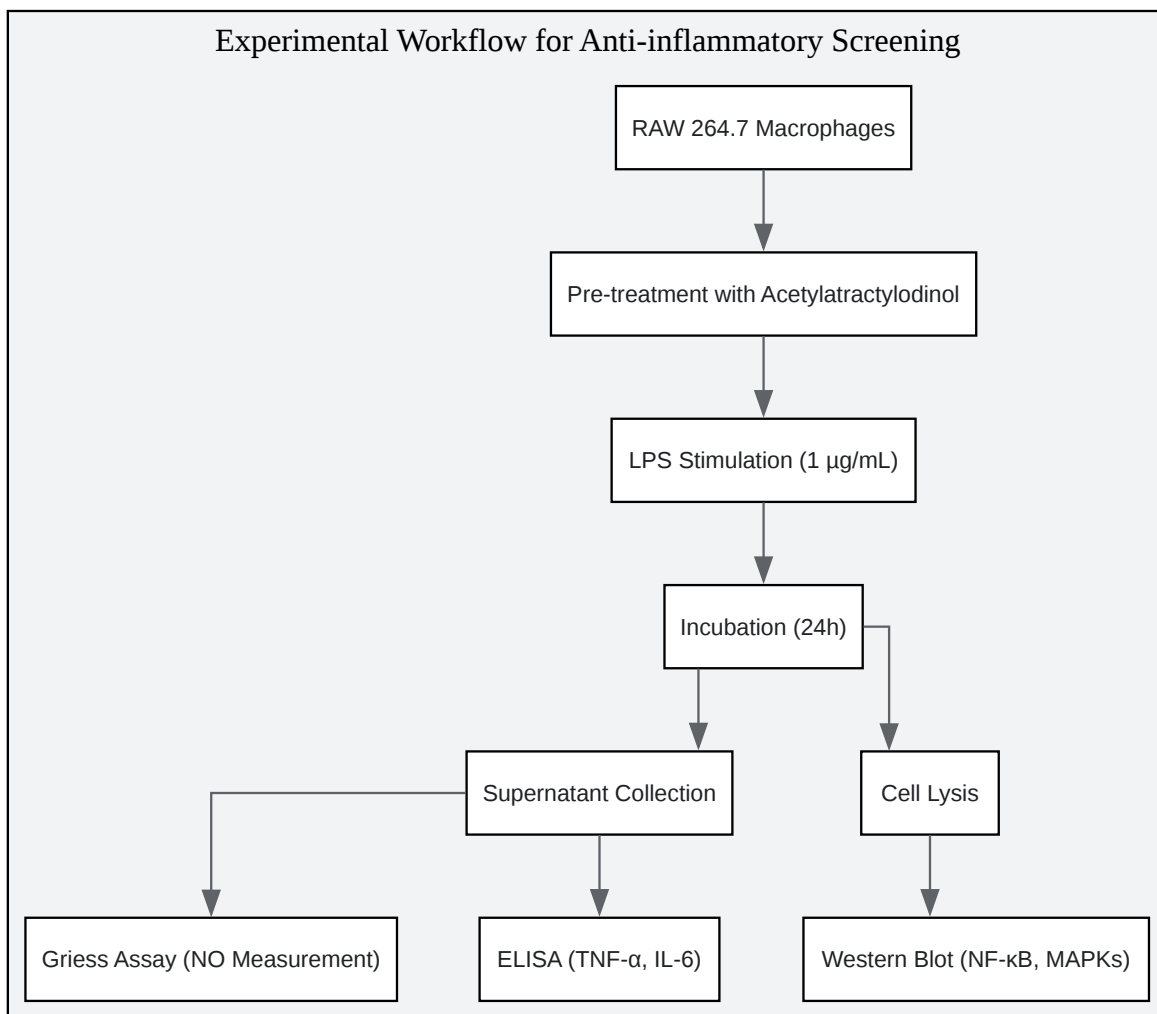 Experimental Workflow for Anti-inflammatory Screening
RAW 264.7 Macrophages
Pre-treatment with Acetylatractylodinol
LPS Stimulation (1 µg/mL)
Incubation (24h)
Supernatant Collection
Cell Lysis
Griess Assay (NO Measurement)
ELISA (TNF-α, IL-6)
Western Blot (NF-κB, MAPKs)